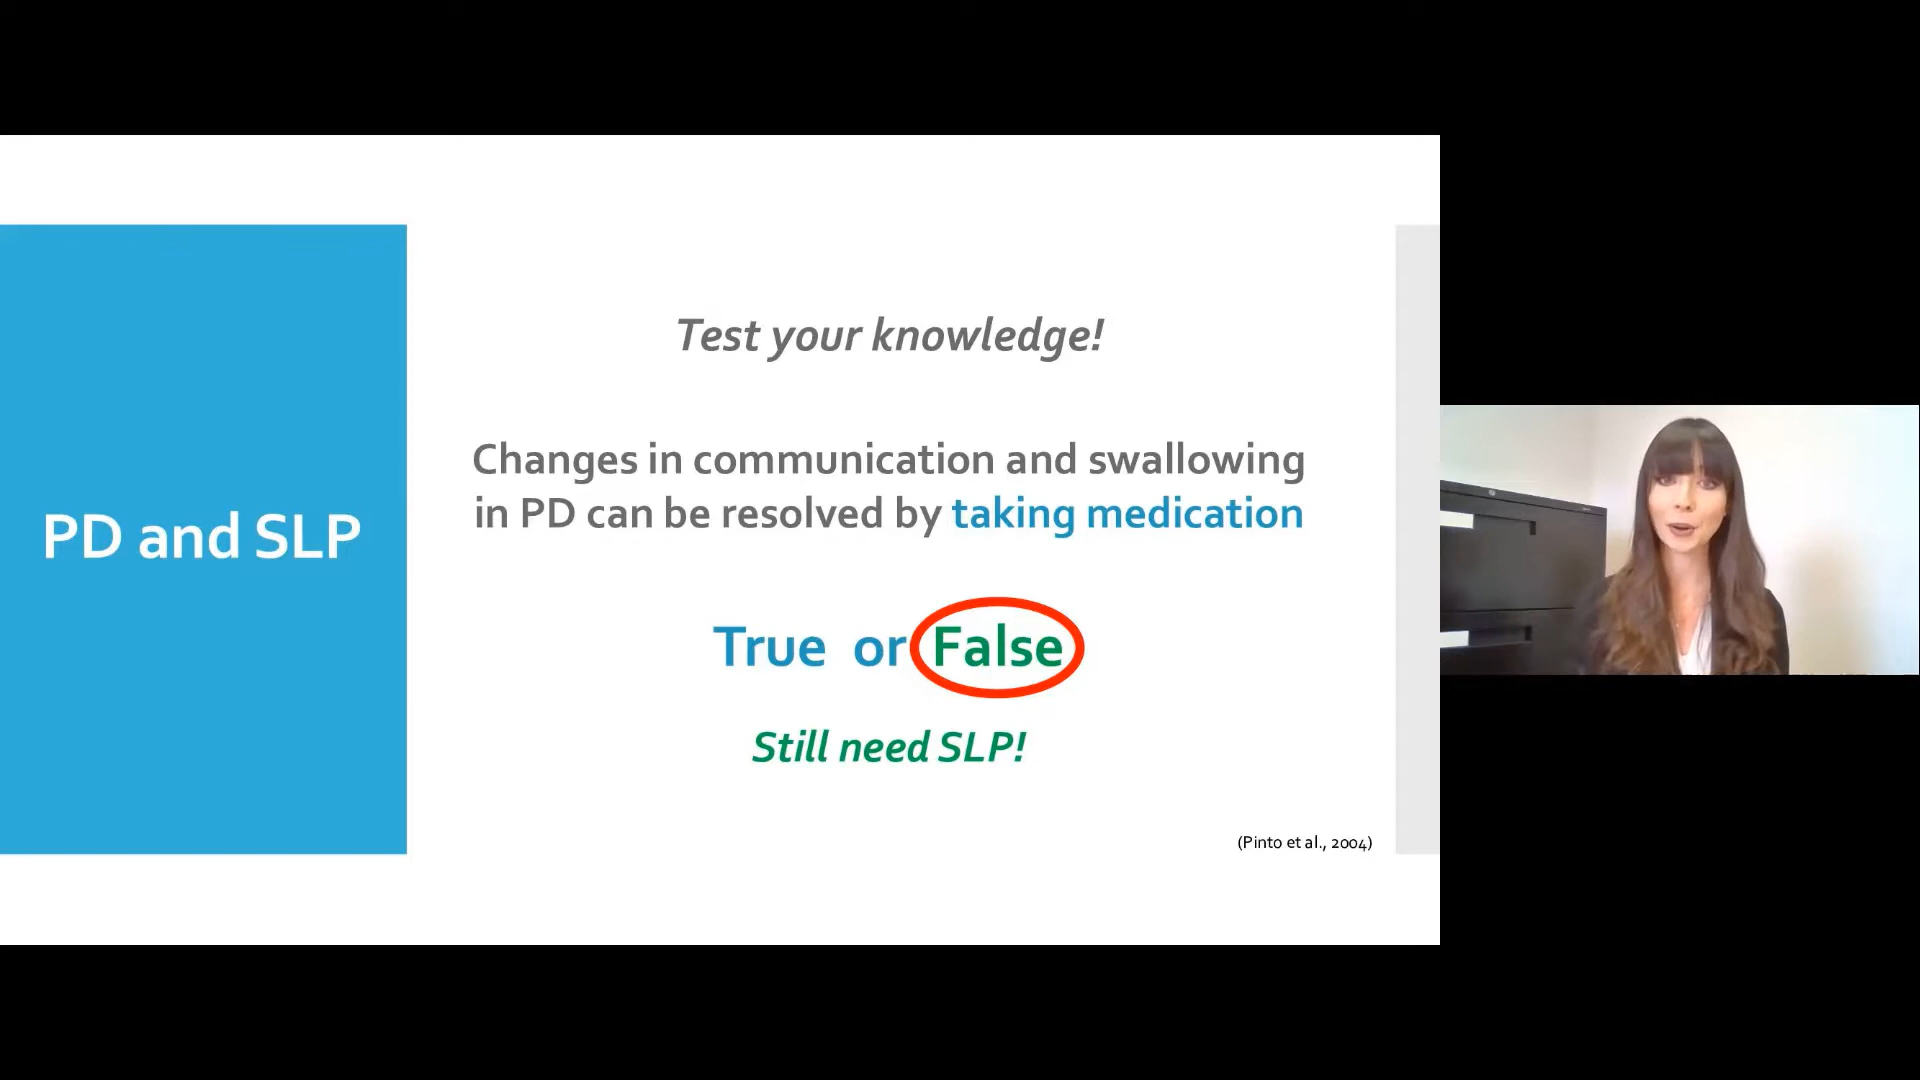 PD and SLP
Test your knowledge!
Changes in communication and swallowing
in PD can be resolved by taking medication
True or False
Still need SLP!
(Pinto et al., 2004)